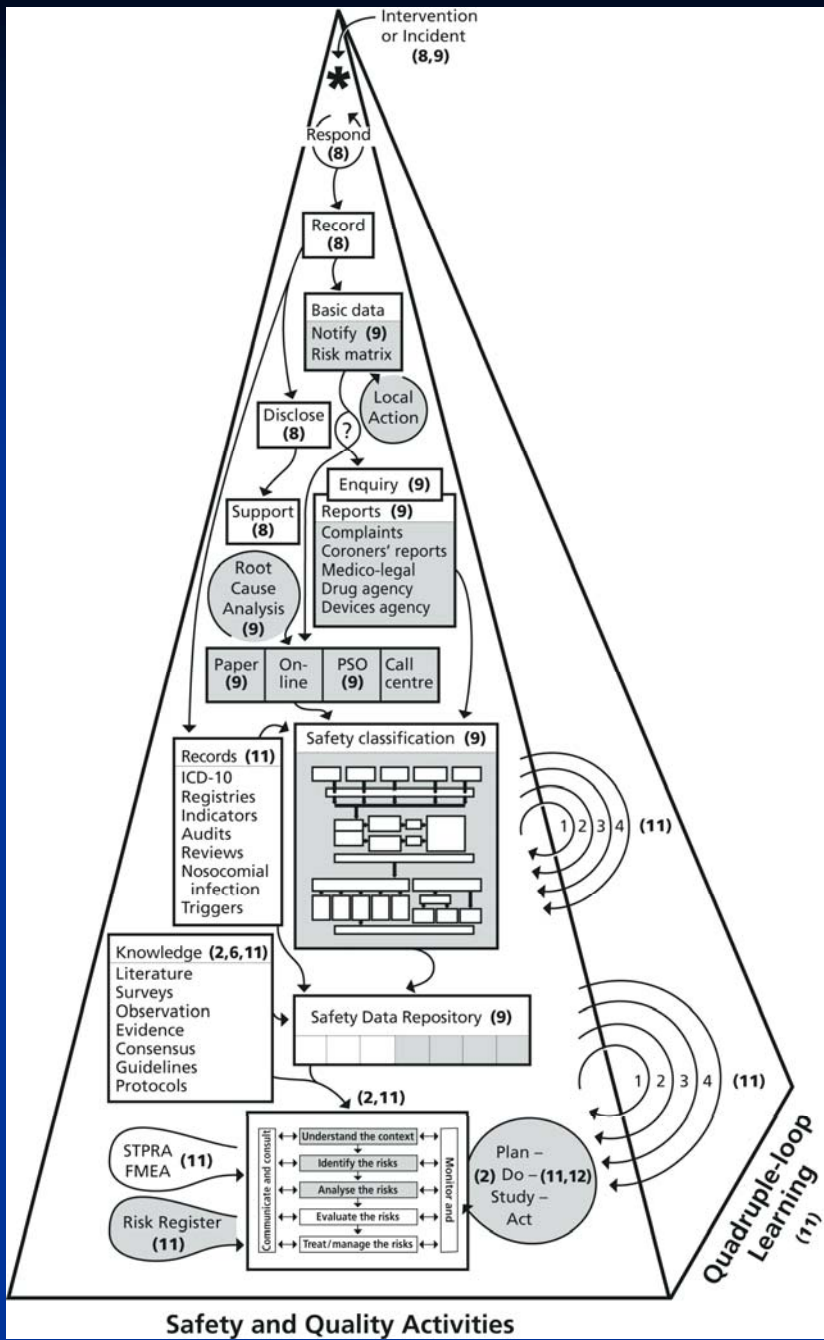 Intervention
or Incident
(8,9)
*
Respond
(8)
Record
(8)
Basic data
Notify (9)
Risk matrix
Local
Action
Disclose
(8)
?
Support
(8)
Enquiry (9)
Reports (9)
Complaints
Coroners' reports
Medico-legal
Drug agency
Devices agency
Root
Cause
Analysis
(9)
Paper
(9)
On-
line
PSO
(9)
Call
centre
Records (11)
ICD-10
Registries
Indicators
Audits
Reviews
Nosocomial
infection
Triggers
Safety classification (9)
1 2 3 4 (11)
Knowledge (2,6,11)
Literature
Surveys
Observation
Evidence
Consensus
Guidelines
Protocols
Safety Data Repository (9)
1 2 3 4 (11)
(2,11)
STPRA
FMEA
(11)
Risk Register
(11)
Communicate and consult
Understand the context
Identify the risks
Analyse the risks
Evaluate the risks
Treat/manage the risks
Monitor and
Plan –
(2) Do – (11,12)
Study –
Act
Quadruple-loop
Learning
(11)
Safety and Quality Activities